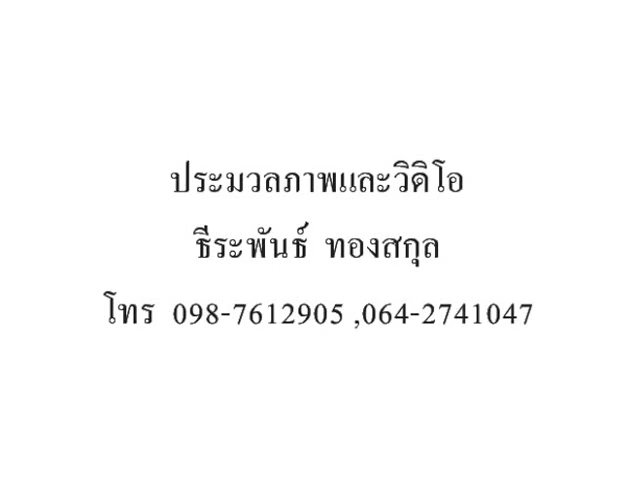 ประมวลภาพและวิดิโอ
ธีระพันธ์ ทองสกุล
โทร 098-7612905 ,064-2741047